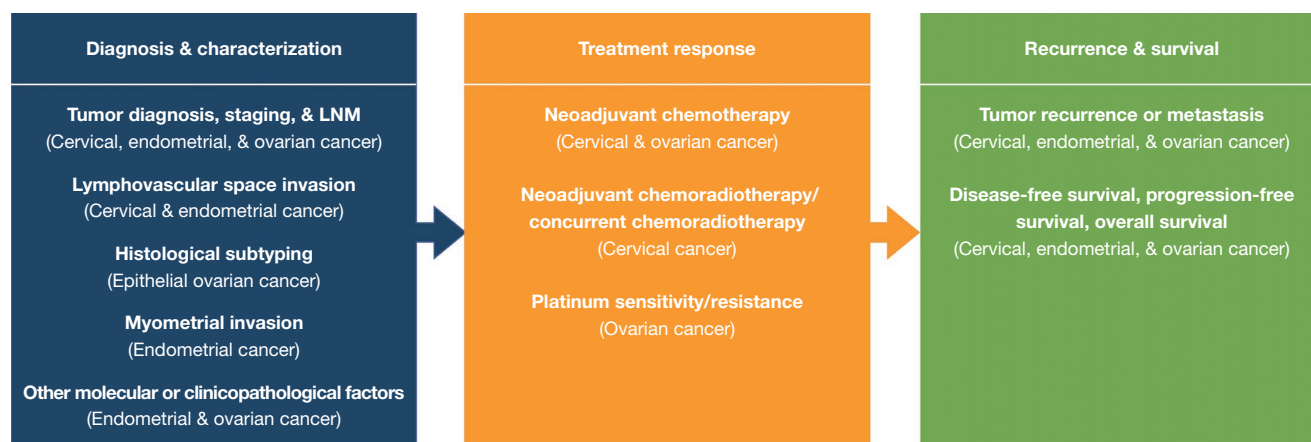 Diagnosis & characterization
Tumor diagnosis, staging, & LNM
(Cervical, endometrial, & ovarian cancer)
Lymphovascular space invasion
(Cervical & endometrial cancer)
Histological subtyping
(Epithelial ovarian cancer)
Myometrial invasion
(Endometrial cancer)
Other molecular or clinicopathological factors
(Endometrial & ovarian cancer)
Treatment response
Neoadjuvant chemotherapy
(Cervical & ovarian cancer)
Neoadjuvant chemoradiotherapy/
concurrent chemoradiotherapy
(Cervical cancer)
Platinum sensitivity/resistance
(Ovarian cancer)
Recurrence & survival
Tumor recurrence or metastasis
(Cervical, endometrial, & ovarian cancer)
Disease-free survival, progression-free
survival, overall survival
(Cervical, endometrial, & ovarian cancer)